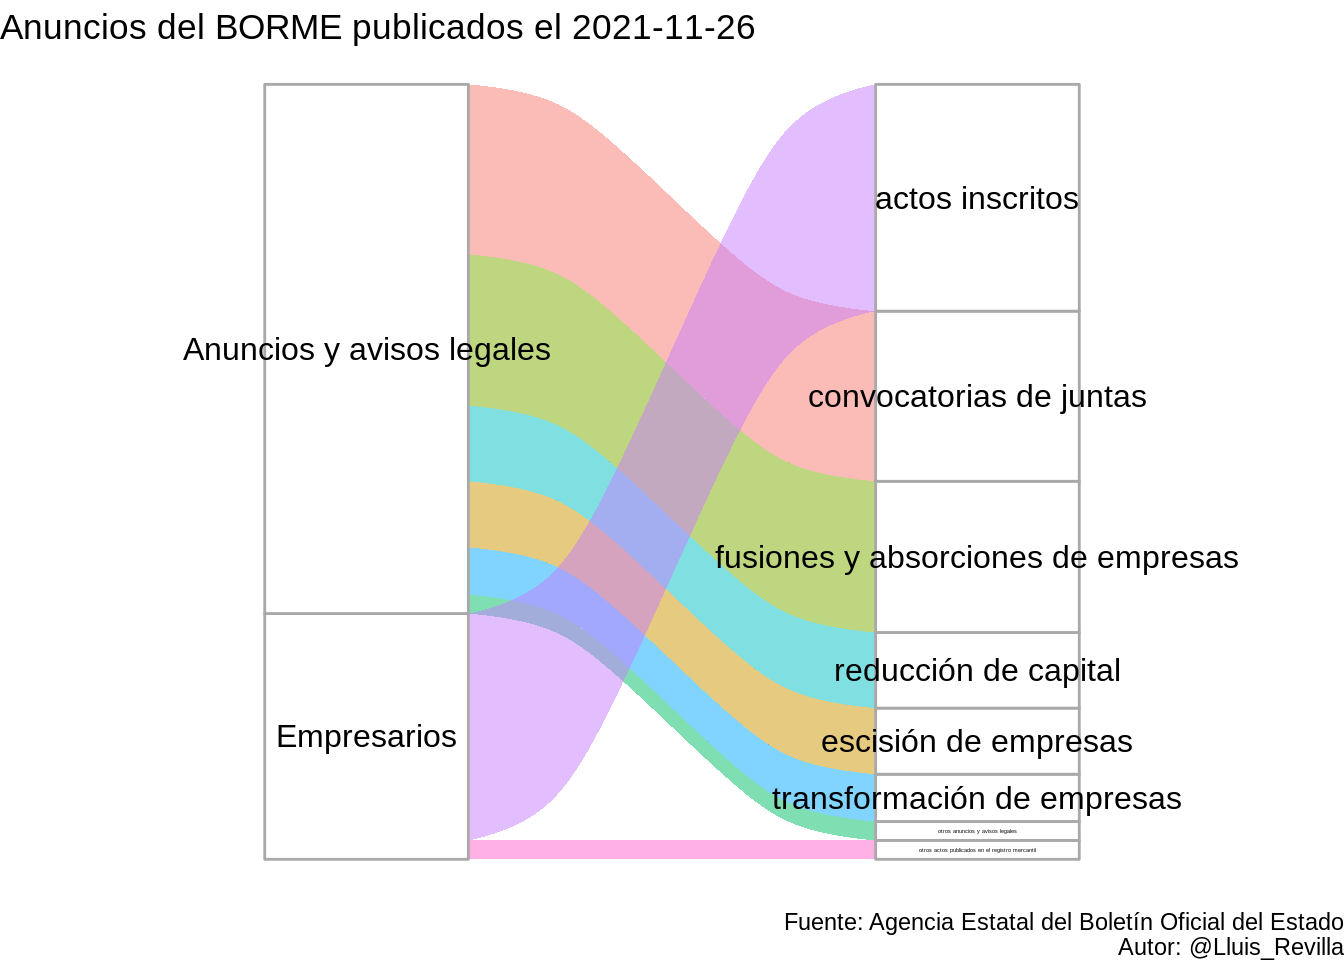 Anuncios del BORME publicados el 2021-11-26
actos inscritos
Anuncios y avisos legales
convocatorias de juntas
fusiones y absorciones de empresas
reducción de capital
Empresarios
escisión de empresas
transformación de empresas
otros anuncios y avisos legales
otros actos publicados en el registro mercantil
Fuente: Agencia Estatal del Boletín Oficial del Estado
Autor: @Lluis_Revilla